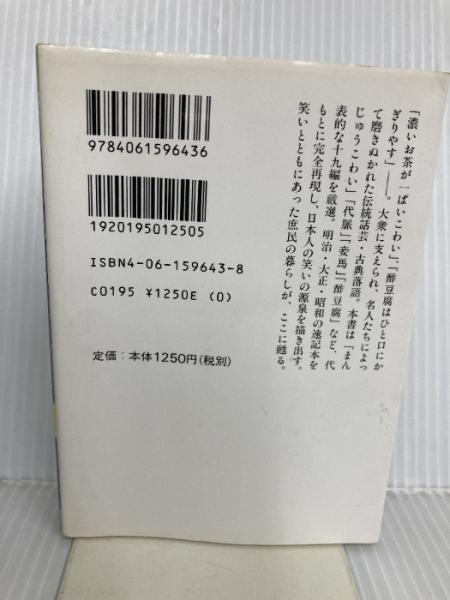 9784061596436
1920195012505
ISBN4-06-159643-8
C0195 ¥1250E (0)
定価：本体1250円（税別）
「濃いお茶が一ぱいこわい」、「酢豆腐はひと口にか
ぎりやす」――。大衆に支えられ、名人たちによっ
て磨きぬかれた伝統話芸・古典落語。本書は「まん
じゅうこわい」「代脈」「妾馬」「酢豆腐」など、代
表的な十九編を厳選。明治・大正・昭和の速記本を
もとに完全再現し、日本人の笑いの源泉を描き出す。
笑いとともにあった庶民の暮らしが、ここに甦る。